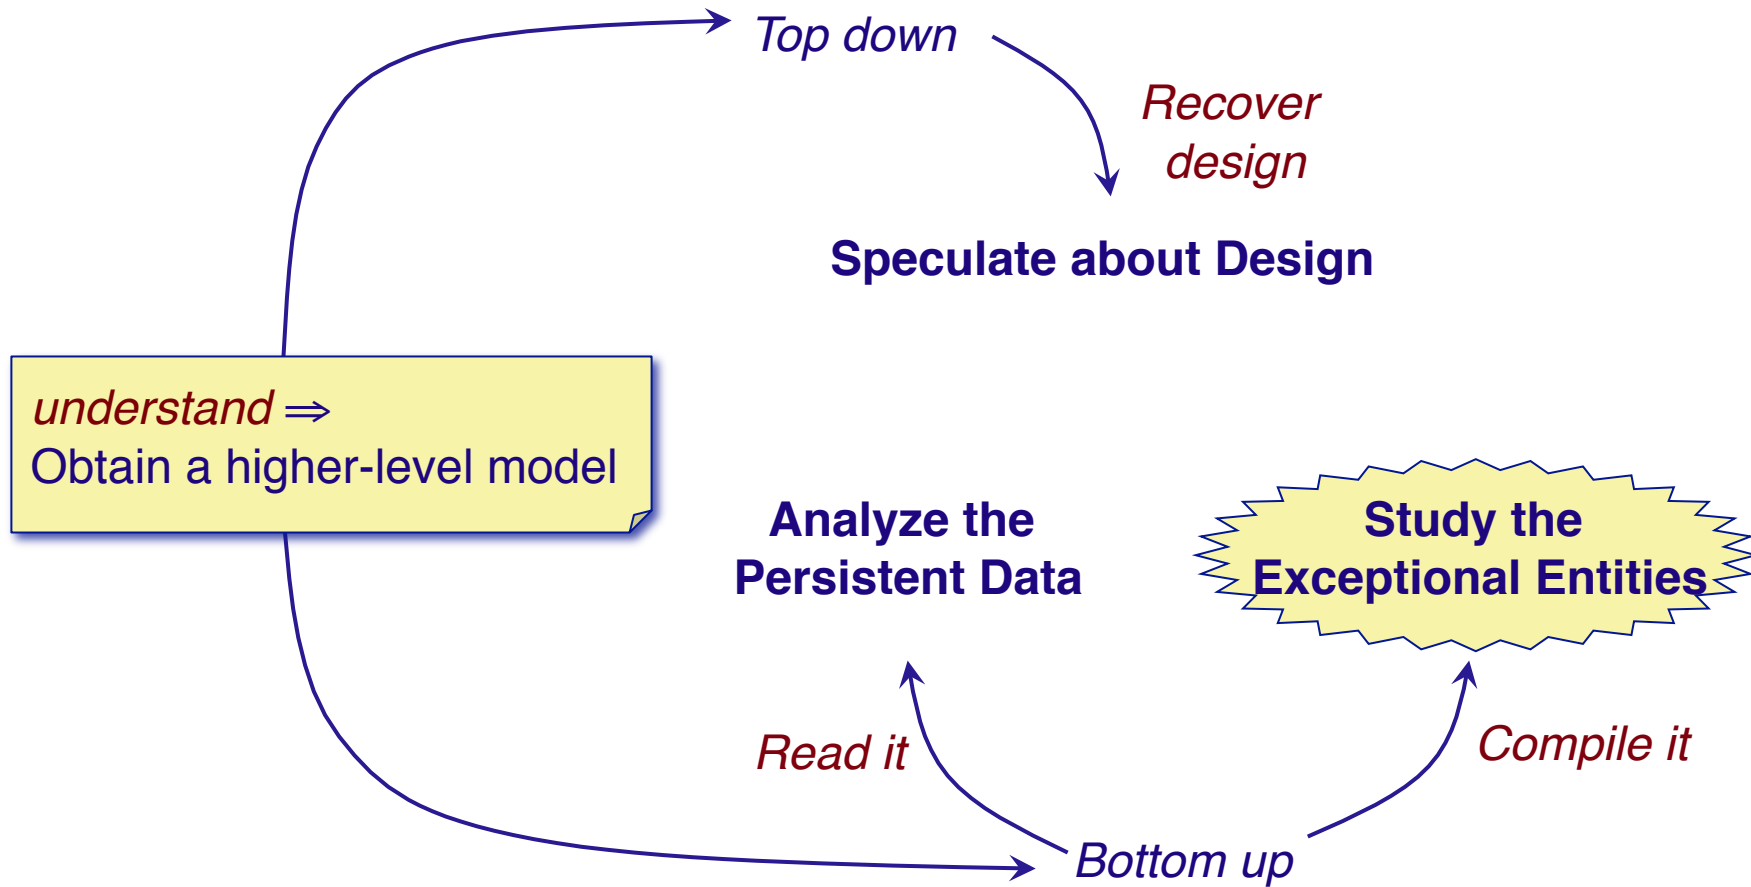 Top down
Recover
design
Speculate about Design
understand ⇒
Obtain a higher-level model
Analyze the
Persistent Data
Study the
Exceptional Entities
Read it
Compile it
Bottom up